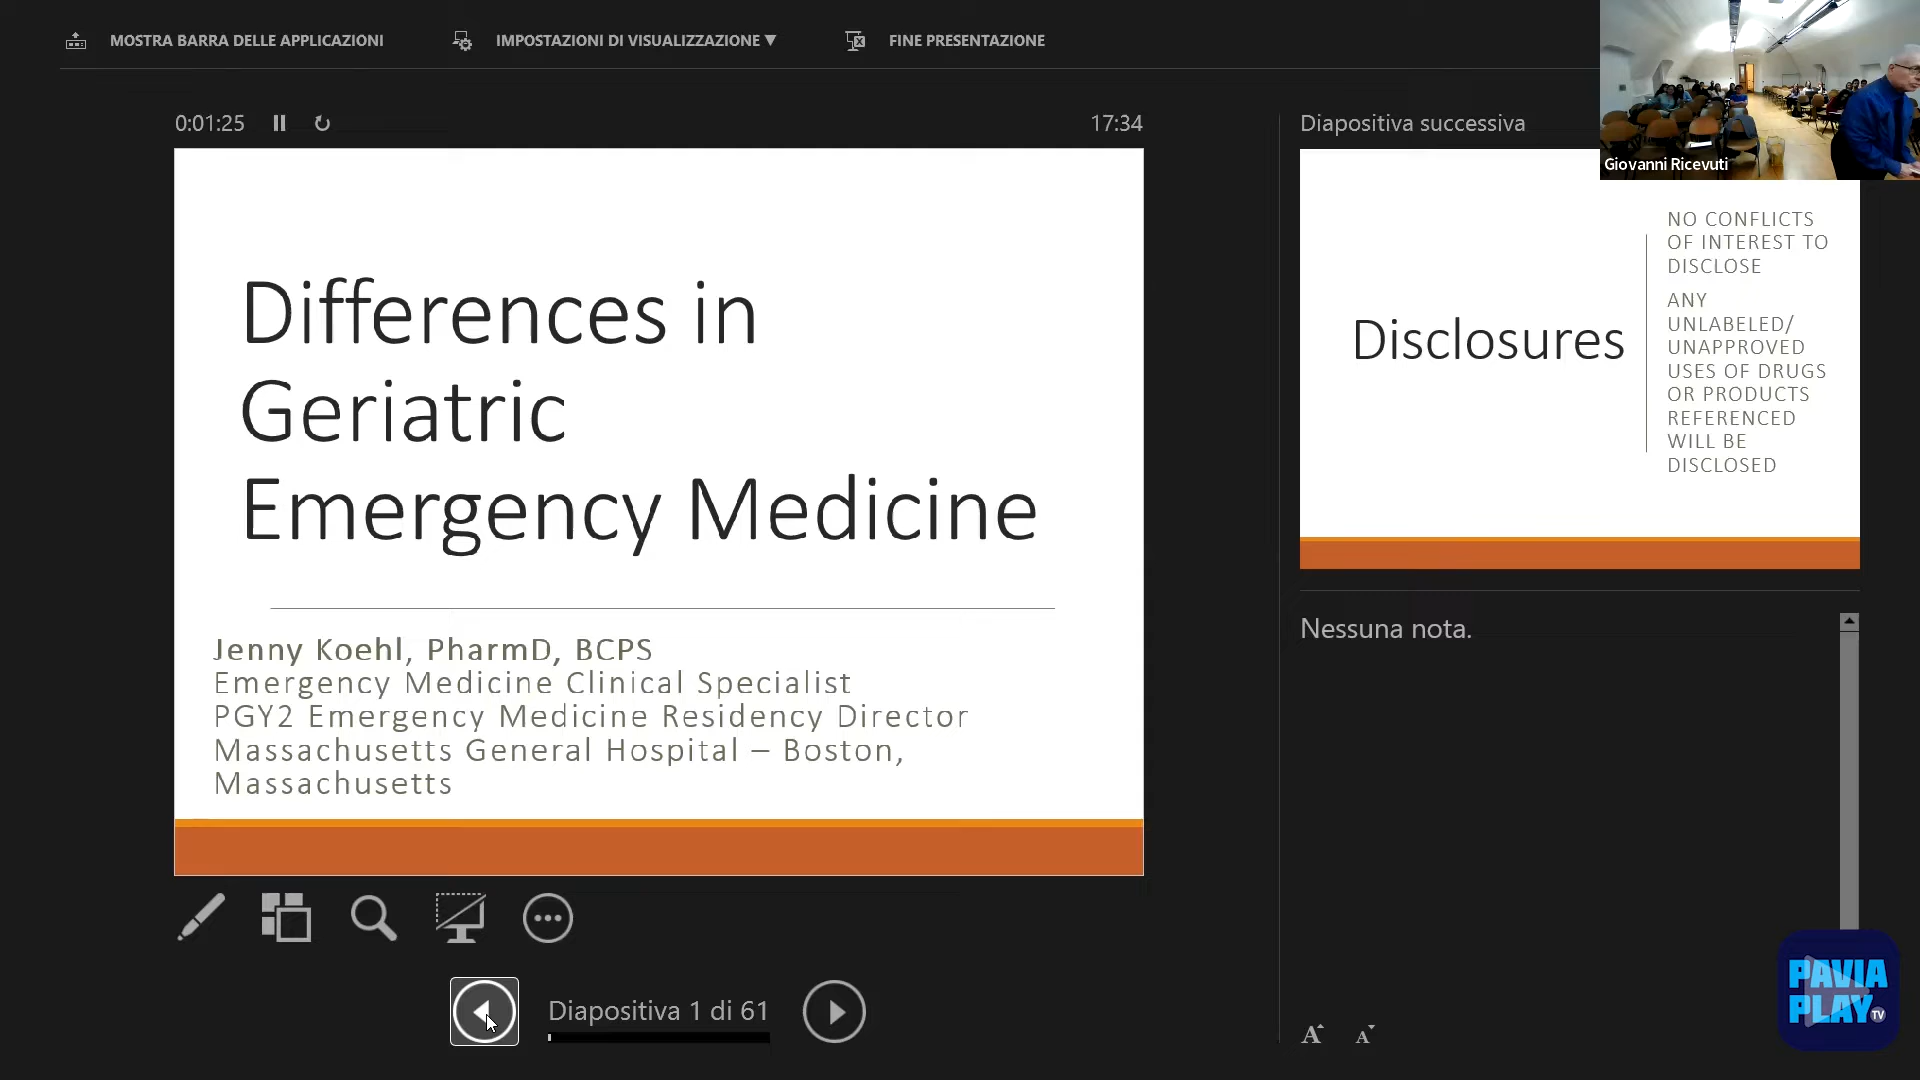 MOSTRA BARRA DELLE APPLICAZIONI
IMPOSTAZIONI DI VISUALIZZAZIONE ▼
FINE PRESENTAZIONE
Giovanni Ricevuti
0:01:25
17:34
Differences in
Geriatric
Emergency Medicine
Jenny Koehl, PharmD, BCPS
Emergency Medicine Clinical Specialist
PGY2 Emergency Medicine Residency Director
Massachusetts General Hospital – Boston,
Massachusetts
Diapositiva 1 di 61
Diapositiva successiva
Disclosures
NO CONFLICTS
OF INTEREST TO
DISCLOSE
ANY
UNLABELED/
UNAPPROVED
USES OF DRUGS
OR PRODUCTS
REFERENCED
WILL BE
DISCLOSED
Nessuna nota.
A A
PAVIA
PLAY TV